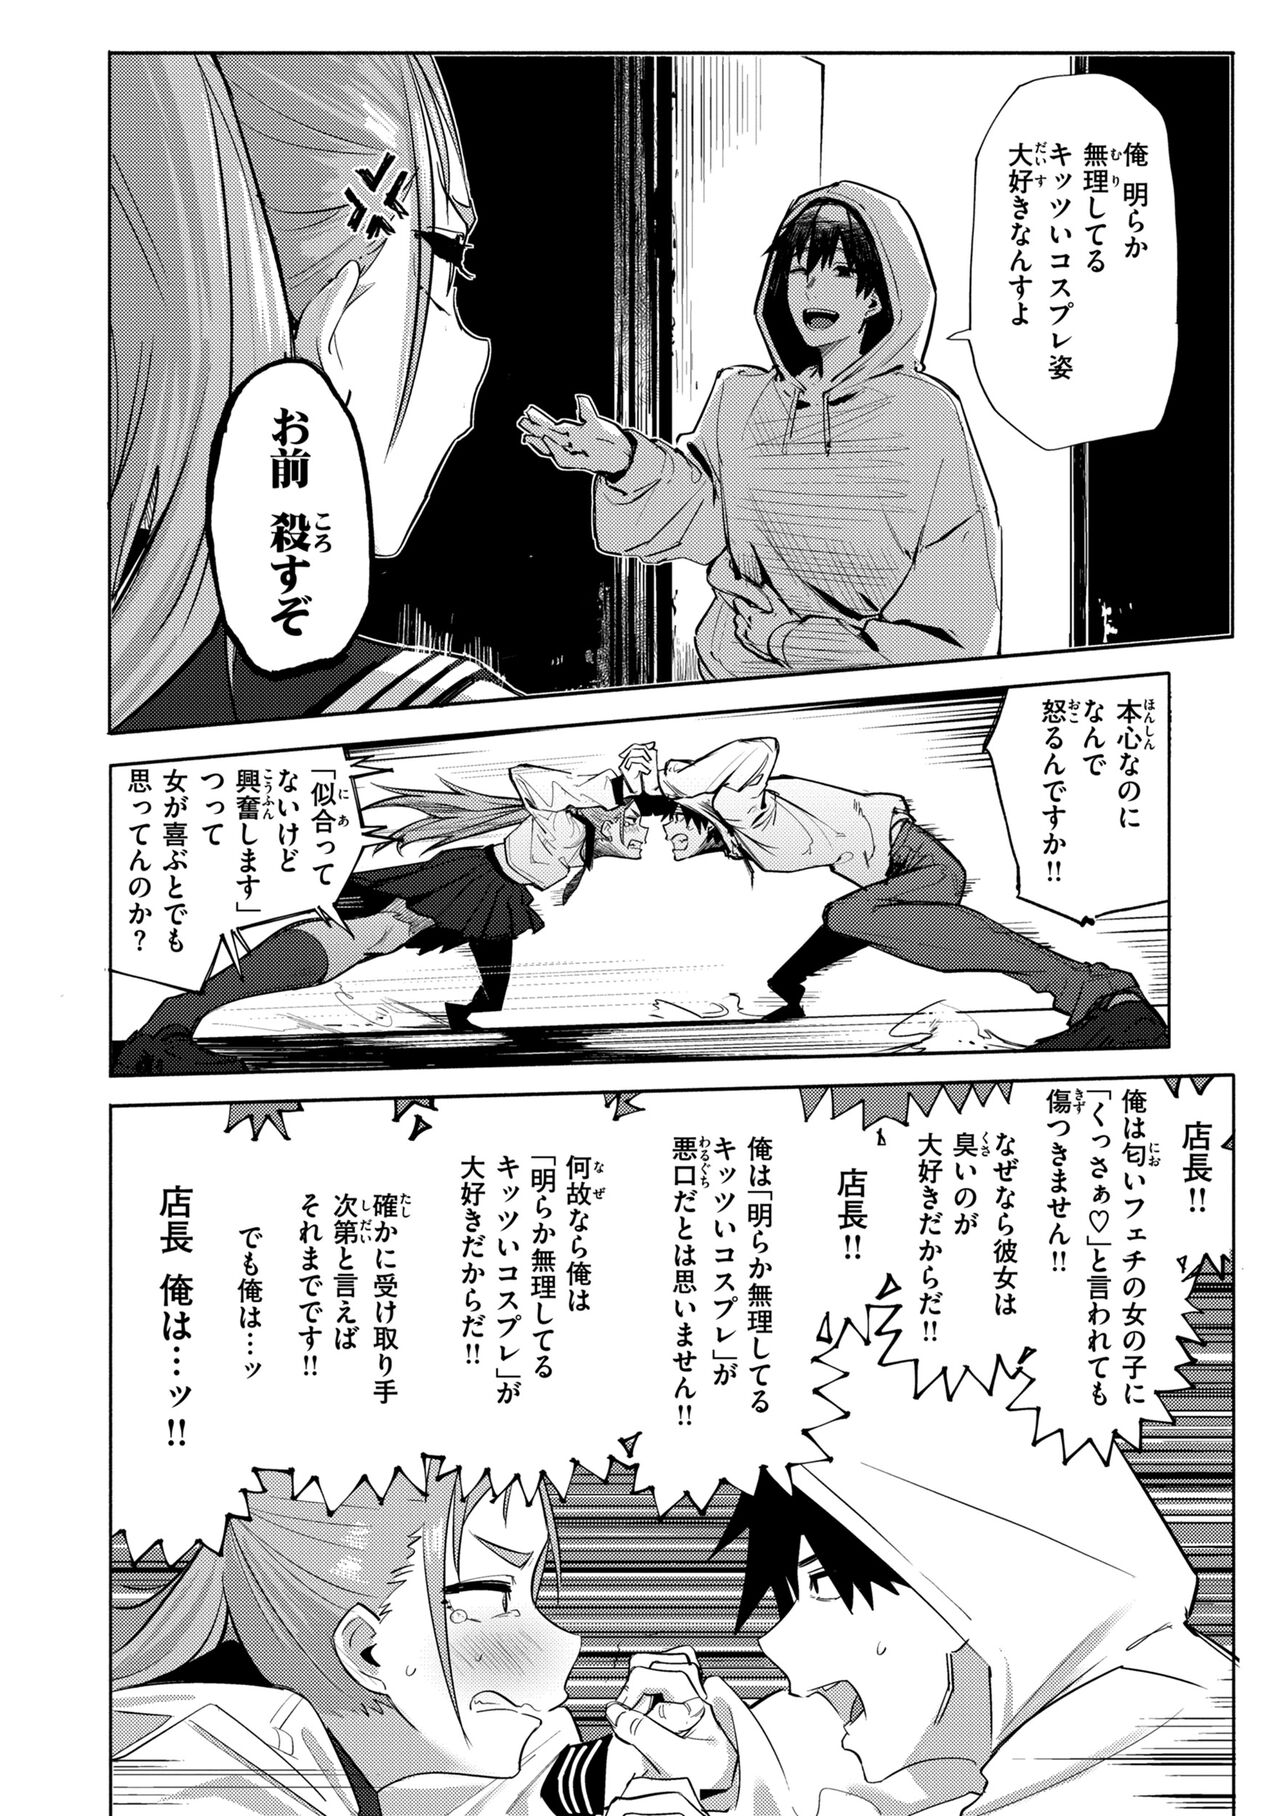 俺 明らか
無理してる
キッツいコスプレ姿
大好きなんすよ
お前 殺すぞ
本心なのに
なんで
怒るんですか!!
「似合って
ないけど
興奮します」
つって
女が喜ぶとでも
思ってんのか?
店長!!
俺は匂いフェチの女の子に
「くっさぁ♡」と言われても
傷つきません!!
なぜなら彼女は
臭いのが
大好きだからだ!!
店長!!
俺は「明らか無理してる
キッツいコスプレ」が
悪口だとは思いません!!
何故なら俺は
「明らか無理してる
キッツいコスプレ」が
大好きだからだ!!
確かに受け取り手
次第と言えば
それまでです!!
でも俺は…ッ
店長 俺は…ッ!!